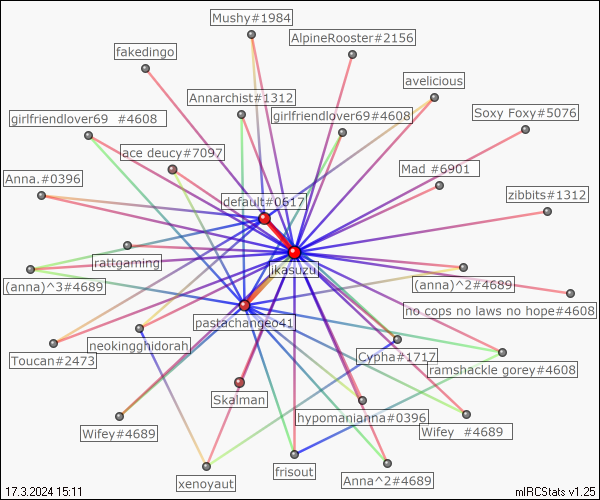 Mushy#1984
AlpineRooster#2156
fakedingo
avelicious
Annarchist#1312
Soxy Foxy#5076
girlfriendlover69 #4608
girlfriendlover69#4608
ace deucy#7097
Mad #6901
Anna.#0396
zibbits#1312
default#0617
rattgaming
ikasuzu
(anna)^3#4689
(anna)^2#4689
no cops no laws no hope#4608
pastachangeo41
neokingghidorah
Toucan#2473
Cypha#1717
ramshackle gorey#4608
Skalman
hypomanianna#0396
Wifey#4689
Wifey #4689
xenoyaut
frisout
Anna^2#4689
17.3.2024 15:11
mIRCStats v1.25